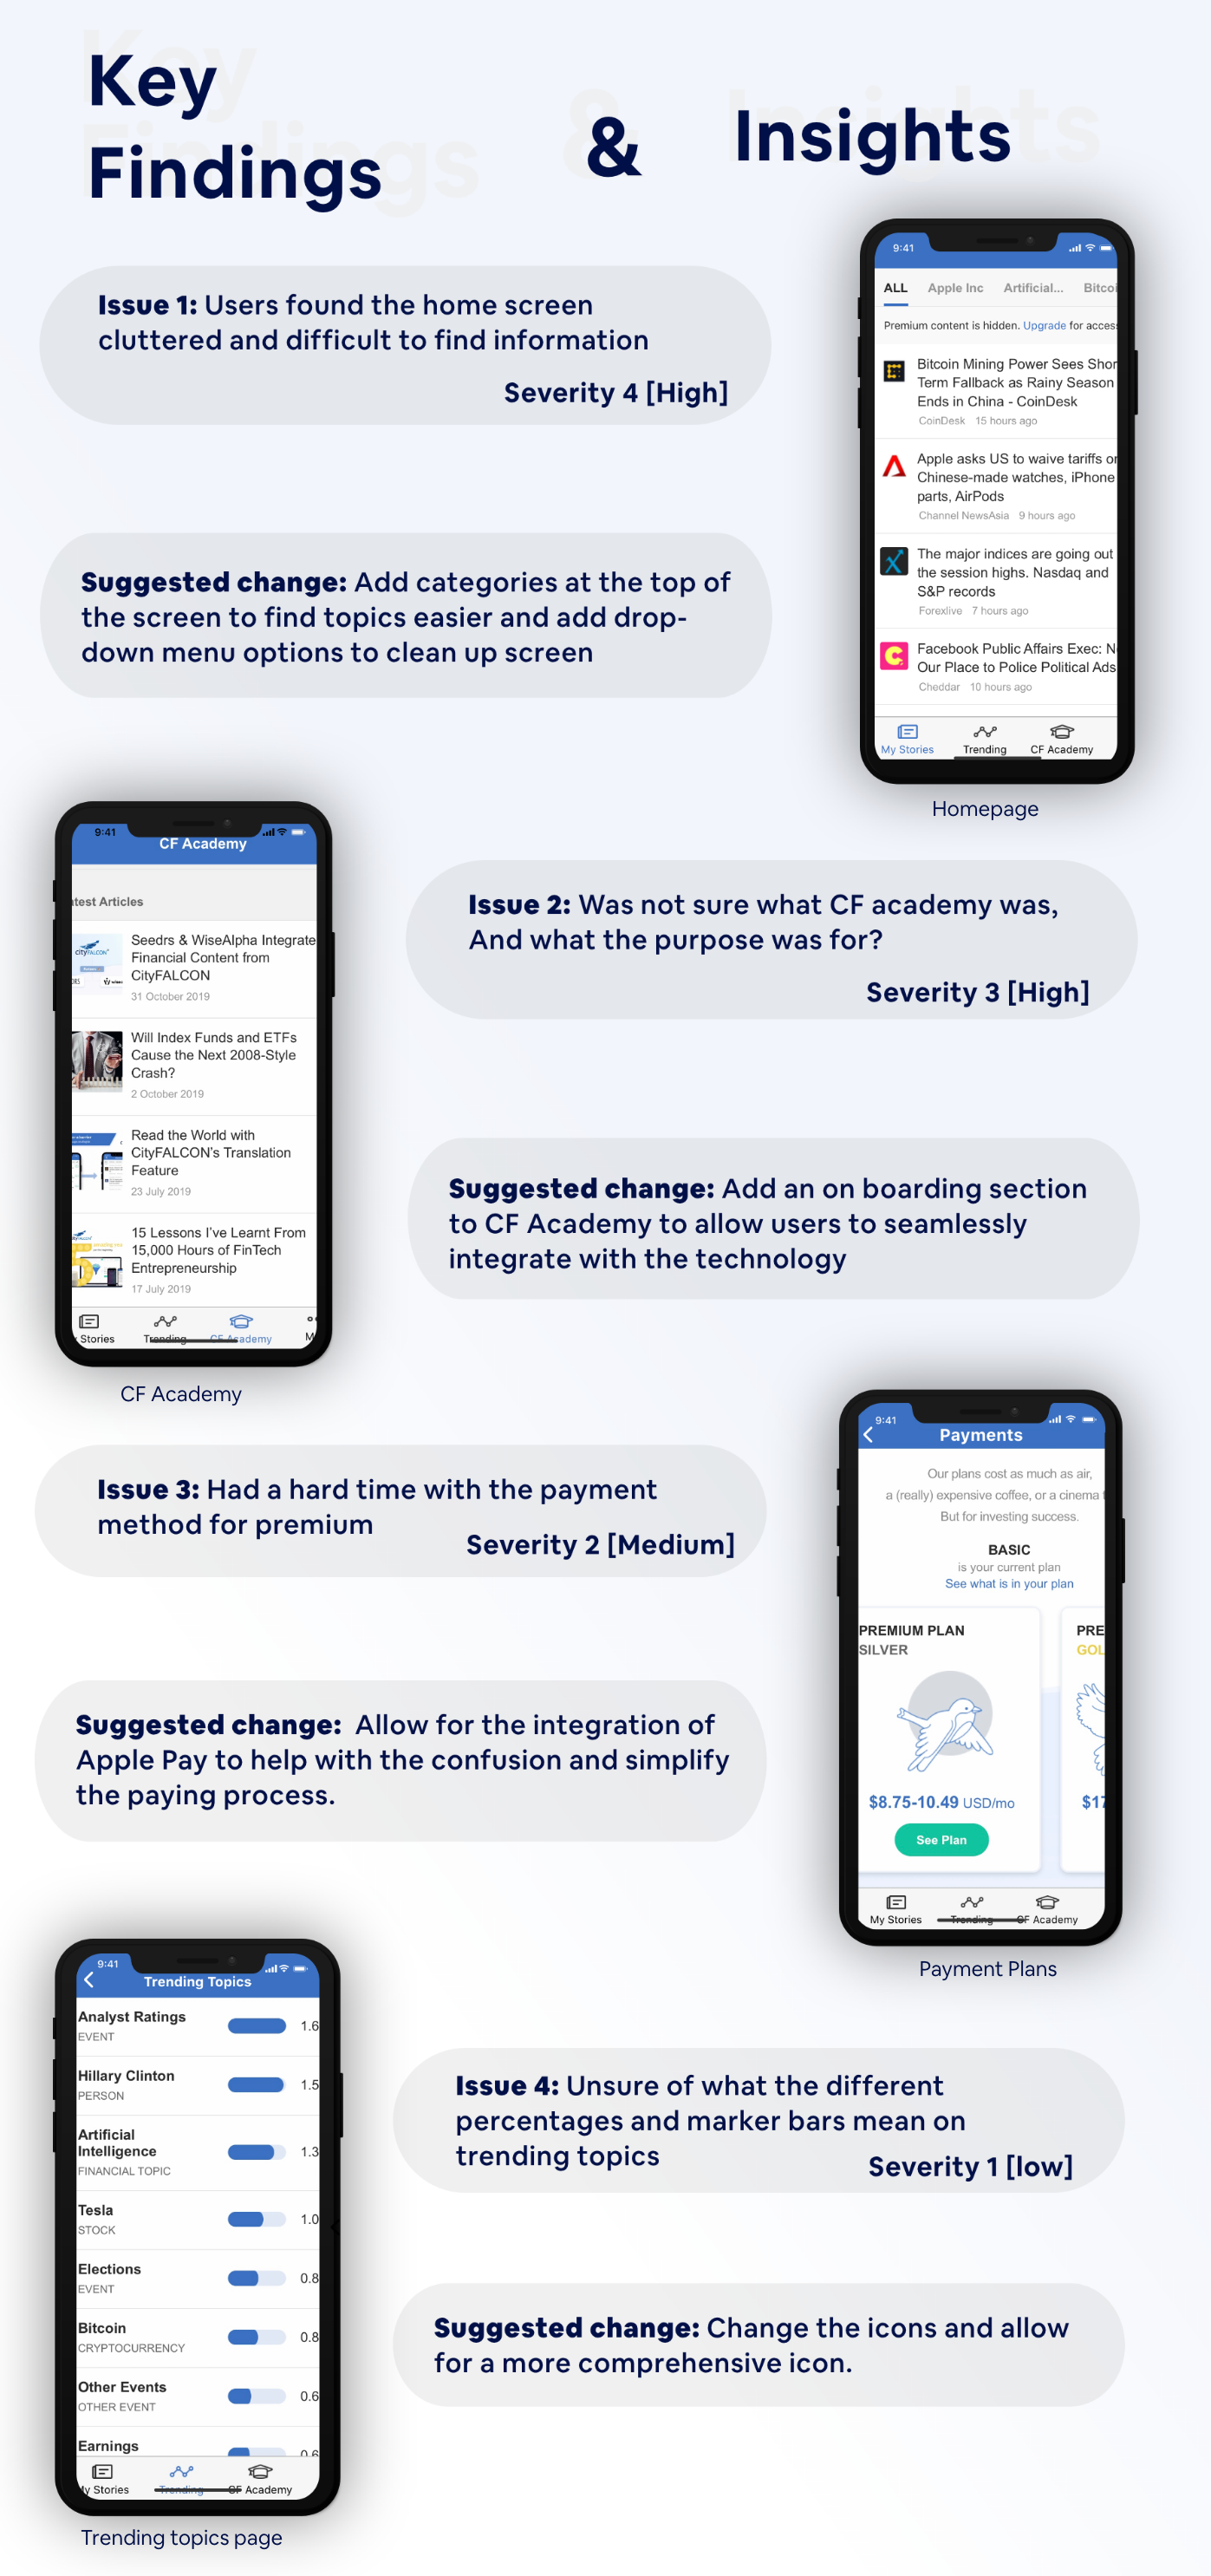 Key
Findings
&
Insights
Issue 1: Users found the home screen
cluttered and difficult to find information
Severity 4 [High]
Suggested change: Add categories at the top of
the screen to find topics easier and add drop-
down menu options to clean up screen
9:41
ALL Apple Inc Artificial... Bitcoi
Premium content is hidden. Upgrade for acces
Bitcoin Mining Power Sees Shor
Term Fallback as Rainy Season
Ends in China - CoinDesk
CoinDesk 15 hours ago
Apple asks US to waive tariffs or
Chinese-made watches, iPhone
parts, AirPods
Channel NewsAsia 9 hours ago
The major indices are going out
the session highs. Nasdaq and
S&P records
Forexlive 7 hours ago
Facebook Public Affairs Exec: N
Our Place to Police Political Ads
Cheddar 10 hours ago
My Stories Trending CF Academy
Homepage
9:41
CF Academy
test Articles
Seedrs & WiseAlpha Integrate
Financial Content from
CityFALCON
31 October 2019
Will Index Funds and ETFs
Cause the Next 2008-Style
Crash?
2 October 2019
Read the World with
CityFALCON's Translation
Feature
23 July 2019
15 Lessons I've Learnt From
15,000 Hours of FinTech
Entrepreneurship
17 July 2019
Stories Trending CF Academy M
CF Academy
Issue 2: Was not sure what CF academy was,
And what the purpose was for?
Severity 3 [High]
Suggested change: Add an on boarding section
to CF Academy to allow users to seamlessly
integrate with the technology
Issue 3: Had a hard time with the payment
method for premium
Severity 2 [Medium]
Suggested change: Allow for the integration of
Apple Pay to help with the confusion and simplify
the paying process.
9:41
Payments
Our plans cost as much as air,
a (really) expensive coffee, or a cinema t
But for investing success.
BASIC
is your current plan
See what is in your plan
PREMIUM PLAN
SILVER
$8.75-10.49 USD/mo
See Plan
PRE
GOL
$17
My Stories Trending CF Academy
Payment Plans
9:41
Trending Topics
Analyst Ratings
EVENT
1.6
Hillary Clinton
PERSON
1.5
Artificial
Intelligence
FINANCIAL TOPIC
1.3
Tesla
STOCK
1.0
Elections
EVENT
0.8
Bitcoin
CRYPTOCURRENCY
0.8
Other Events
OTHER EVENT
0.6
Earnings
0.6
My Stories Trending CF Academy
Trending topics page
Issue 4: Unsure of what the different
percentages and marker bars mean on
trending topics
Severity 1 [low]
Suggested change: Change the icons and allow
for a more comprehensive icon.